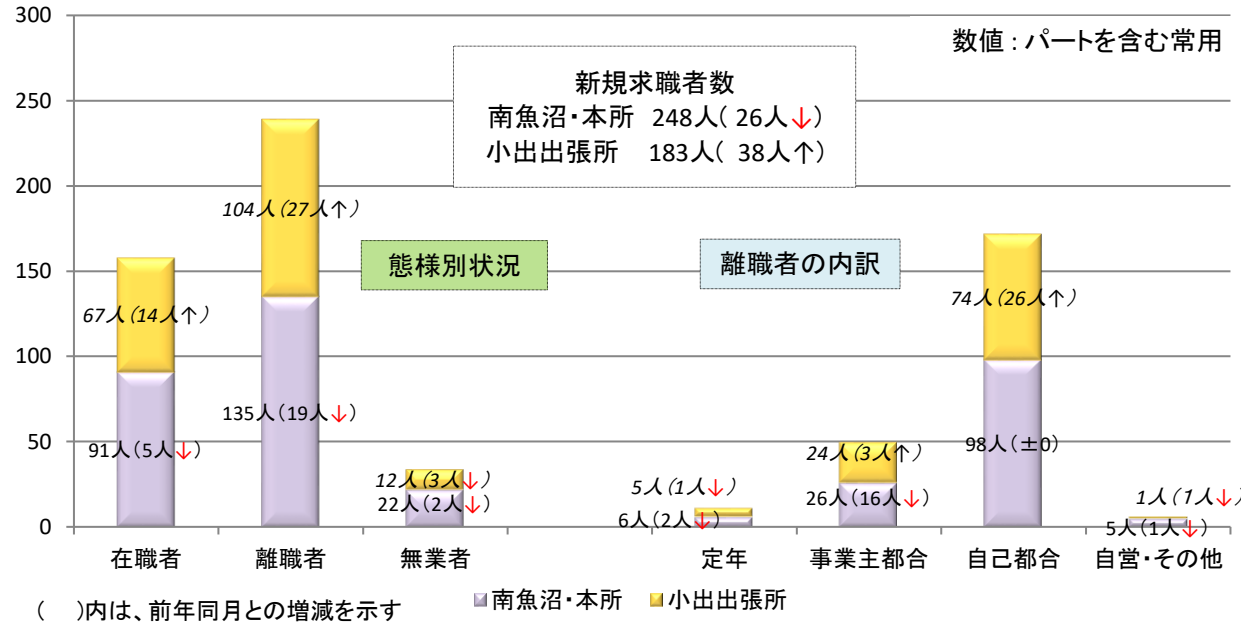 300
250
200
150
100
50
0
数値：パートを含む常用
新規求職者数
南魚沼・本所 248人( 26人↓)
小出出張所 183人( 38人↑)
態様別状況
離職者の内訳
67人(14人↑)
91人(5人↓)
104人(27人↑)
135人(19人↓)
12人(3人↓)
22人(2人↓)
5人(1人↓)
6人(2人↓)
24人(3人↑)
26人(16人↓)
74人(26人↑)
98人(±0)
1人(1人↓)
5人(1人↓)
在職者 離職者 無業者 定年 事業主都合 自己都合 自営・その他
( )内は、前年同月との増減を示す
南魚沼・本所 小出出張所